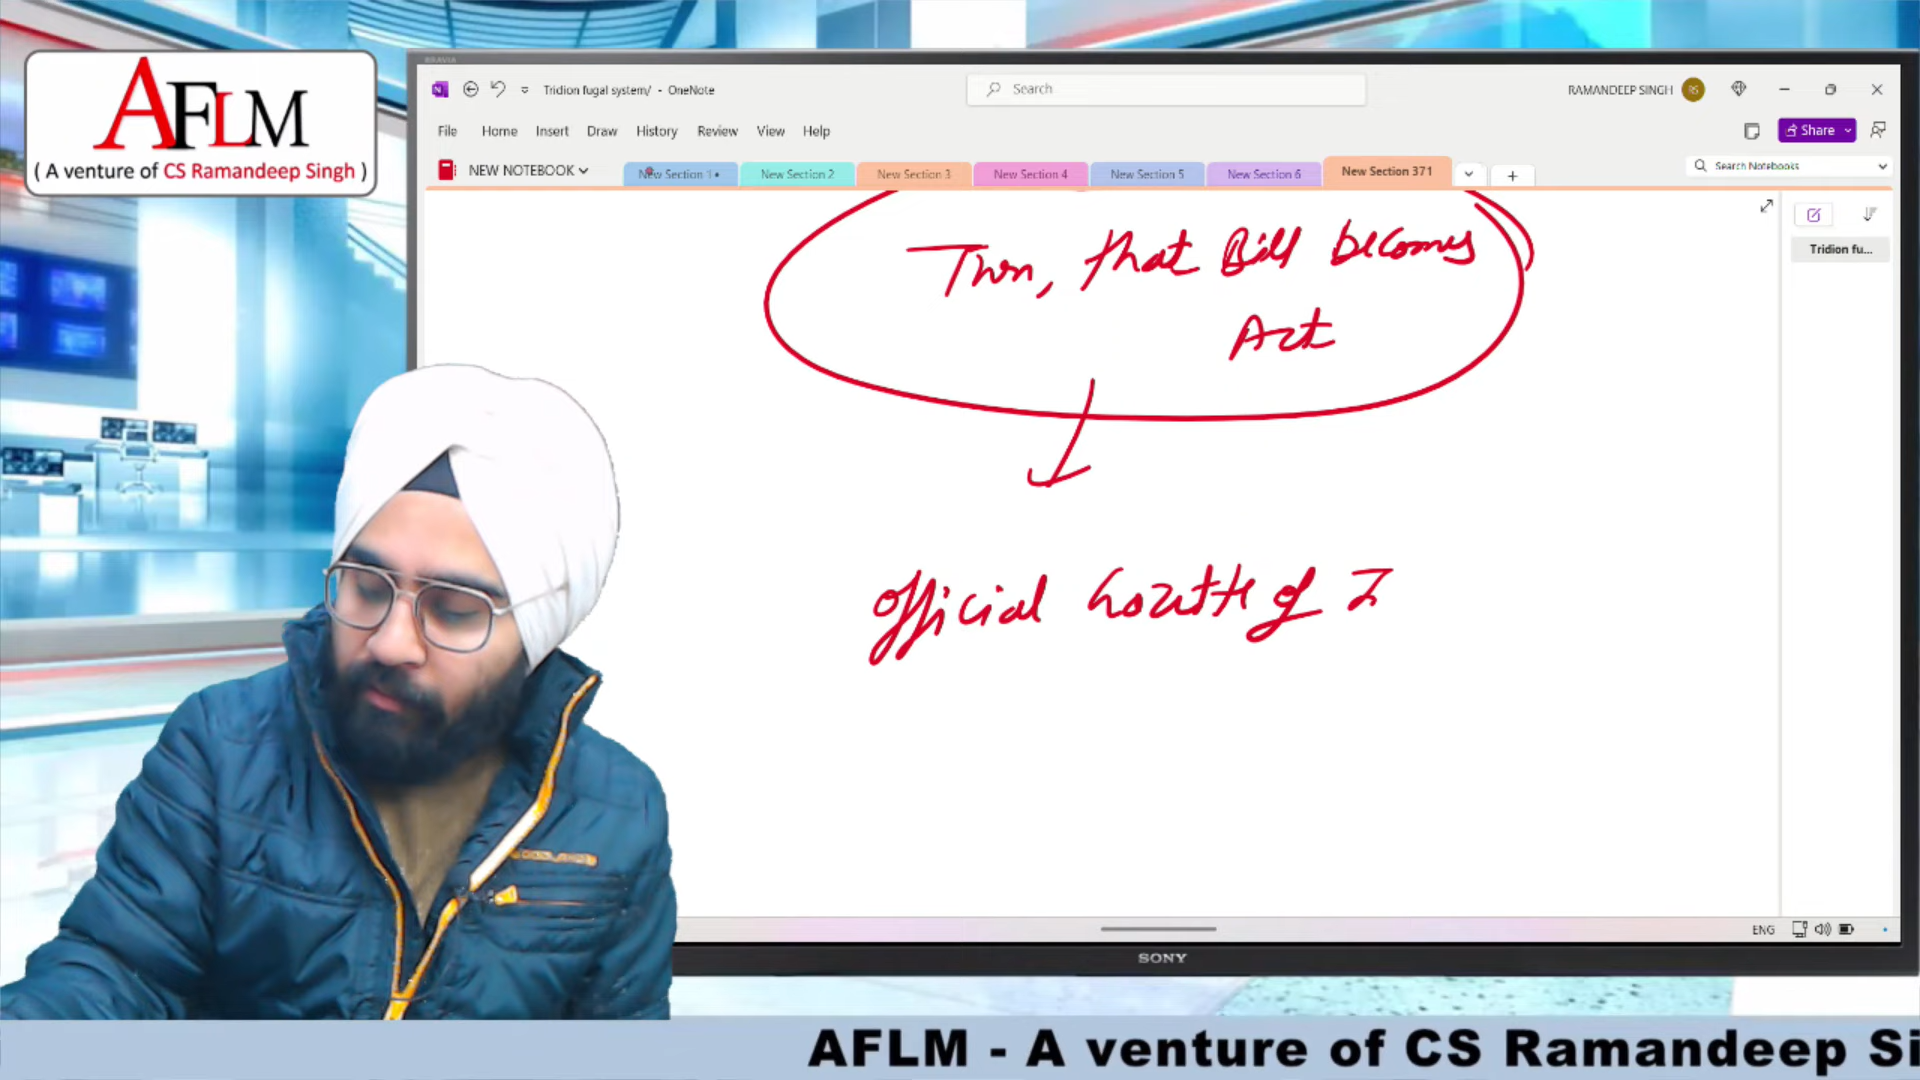 AFLM
( A venture of CS Ramandeep Singh )
BRAVIA
Tridion fugal system/ - OneNote
Search
RAMANDEEP SINGH
RS
File Home Insert Draw History Review View Help
Share
NEW NOTEBOOK
New Section 1
New Section 2
New Section 3
New Section 4
New Section 5
New Section 6
New Section 371
Search Notebooks
Tridion fu...
Then, that Bill becomes
Act
official Gazette of I
ENG
SONY
AFLM - A venture of CS Ramandeep Si